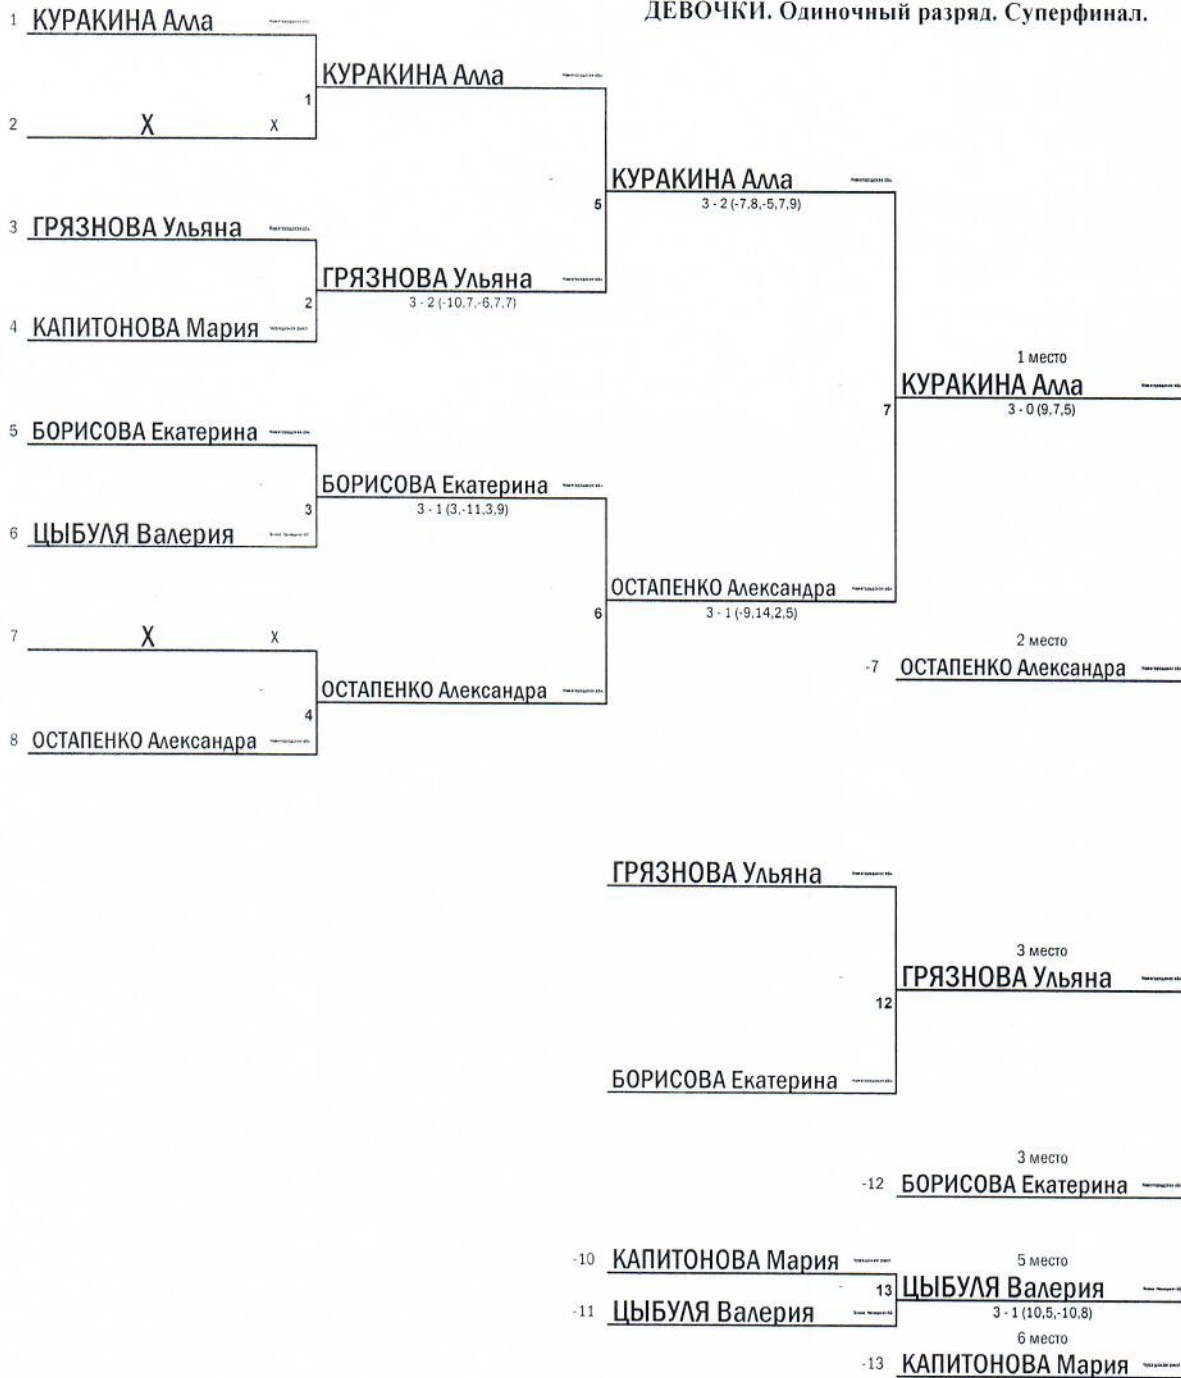 ДЕВОЧКИ. Одиночный разряд. Суперфинал.
1 КУРАКИНА Алла
КУРАКИНА Алла
1
2 X X
КУРАКИНА Алла
5 3 - 2 (-7,8,-5,7,9)
3 ГРЯЗНОВА Ульяна
ГРЯЗНОВА Ульяна
2 3 - 2 (-10,7,-6,7,7)
4 КАПИТОНОВА Мария
1 место
КУРАКИНА Алла
7 3 - 0 (9,7,5)
5 БОРИСОВА Екатерина
БОРИСОВА Екатерина
3 3 - 1 (3,-11,3,9)
6 ЦЫБУЛЯ Валерия
ОСТАПЕНКО Александра
6 3 - 1 (-9,14,2,5)
7 X X
2 место
-7 ОСТАПЕНКО Александра
ОСТАПЕНКО Александра
4
8 ОСТАПЕНКО Александра
ГРЯЗНОВА Ульяна
3 место
ГРЯЗНОВА Ульяна
12
БОРИСОВА Екатерина
3 место
-12 БОРИСОВА Екатерина
-10 КАПИТОНОВА Мария
5 место
13 ЦЫБУЛЯ Валерия
-11 ЦЫБУЛЯ Валерия
3 - 1 (10,5,-10,8)
6 место
-13 КАПИТОНОВА Мария